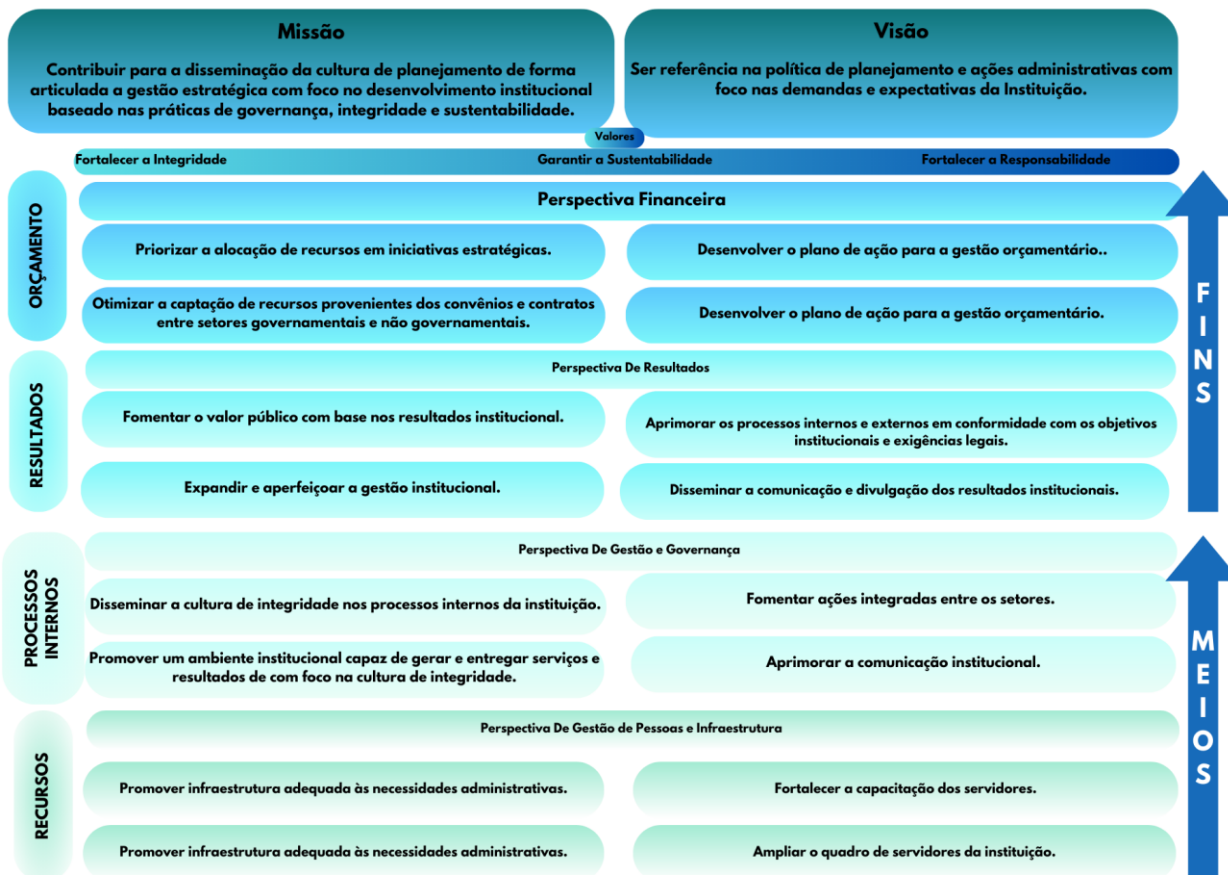 Missão
Contribuir para a disseminação da cultura de planejamento de forma
articulada a gestão estratégica com foco no desenvolvimento institucional
baseado nas práticas de governança, integridade e sustentabilidade.
Visão
Ser referência na política de planejamento e ações administrativas com
foco nas demandas e expectativas da Instituição.
Valores
Fortalecer a Integridade
Garantir a Sustentabilidade
Fortalecer a Responsabilidade
ORÇAMENTO
Perspectiva Financeira
Priorizar a alocação de recursos em iniciativas estratégicas.
Desenvolver o plano de ação para a gestão orçamentário..
Otimizar a captação de recursos provenientes dos convênios e contratos
entre setores governamentais e não governamentais.
Desenvolver o plano de ação para a gestão orçamentário.
RESULTADOS
Perspectiva De Resultados
Fomentar o valor público com base nos resultados institucional.
Aprimorar os processos internos e externos em conformidade com os objetivos
institucionais e exigências legais.
Expandir e aperfeiçoar a gestão institucional.
Disseminar a comunicação e divulgação dos resultados institucionais.
FINS
PROCESSOS
INTERNOS
Perspectiva De Gestão e Governança
Disseminar a cultura de integridade nos processos internos da instituição.
Fomentar ações integradas entre os setores.
Promover um ambiente institucional capaz de gerar e entregar serviços e
resultados de com foco na cultura de integridade.
Aprimorar a comunicação institucional.
RECURSOS
Perspectiva De Gestão de Pessoas e Infraestrutura
Promover infraestrutura adequada às necessidades administrativas.
Fortalecer a capacitação dos servidores.
Promover infraestrutura adequada às necessidades administrativas.
Ampliar o quadro de servidores da instituição.
MEIOS